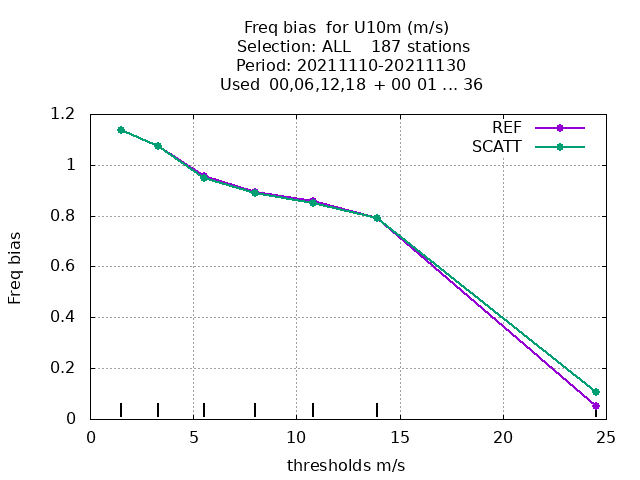 Freq bias  for U10m (m/s)
Selection: ALL    187 stations
Period: 20211110-20211130
Used  00,06,12,18  + 00 01 ... 36
REF
SCATT
1.2
1
0.8
0.6
0.4
0.2
0
Freq bias
0 5 10 15 20 25
thresholds m/s